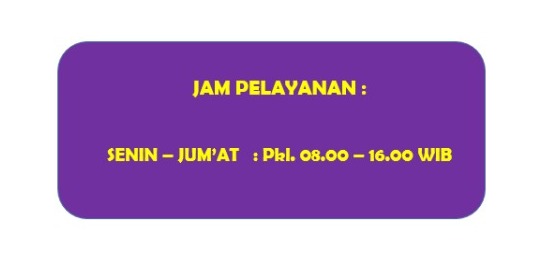 JAM PELAYANAN :
SENIN – JUM'AT : Pkl. 08.00 – 16.00 WIB